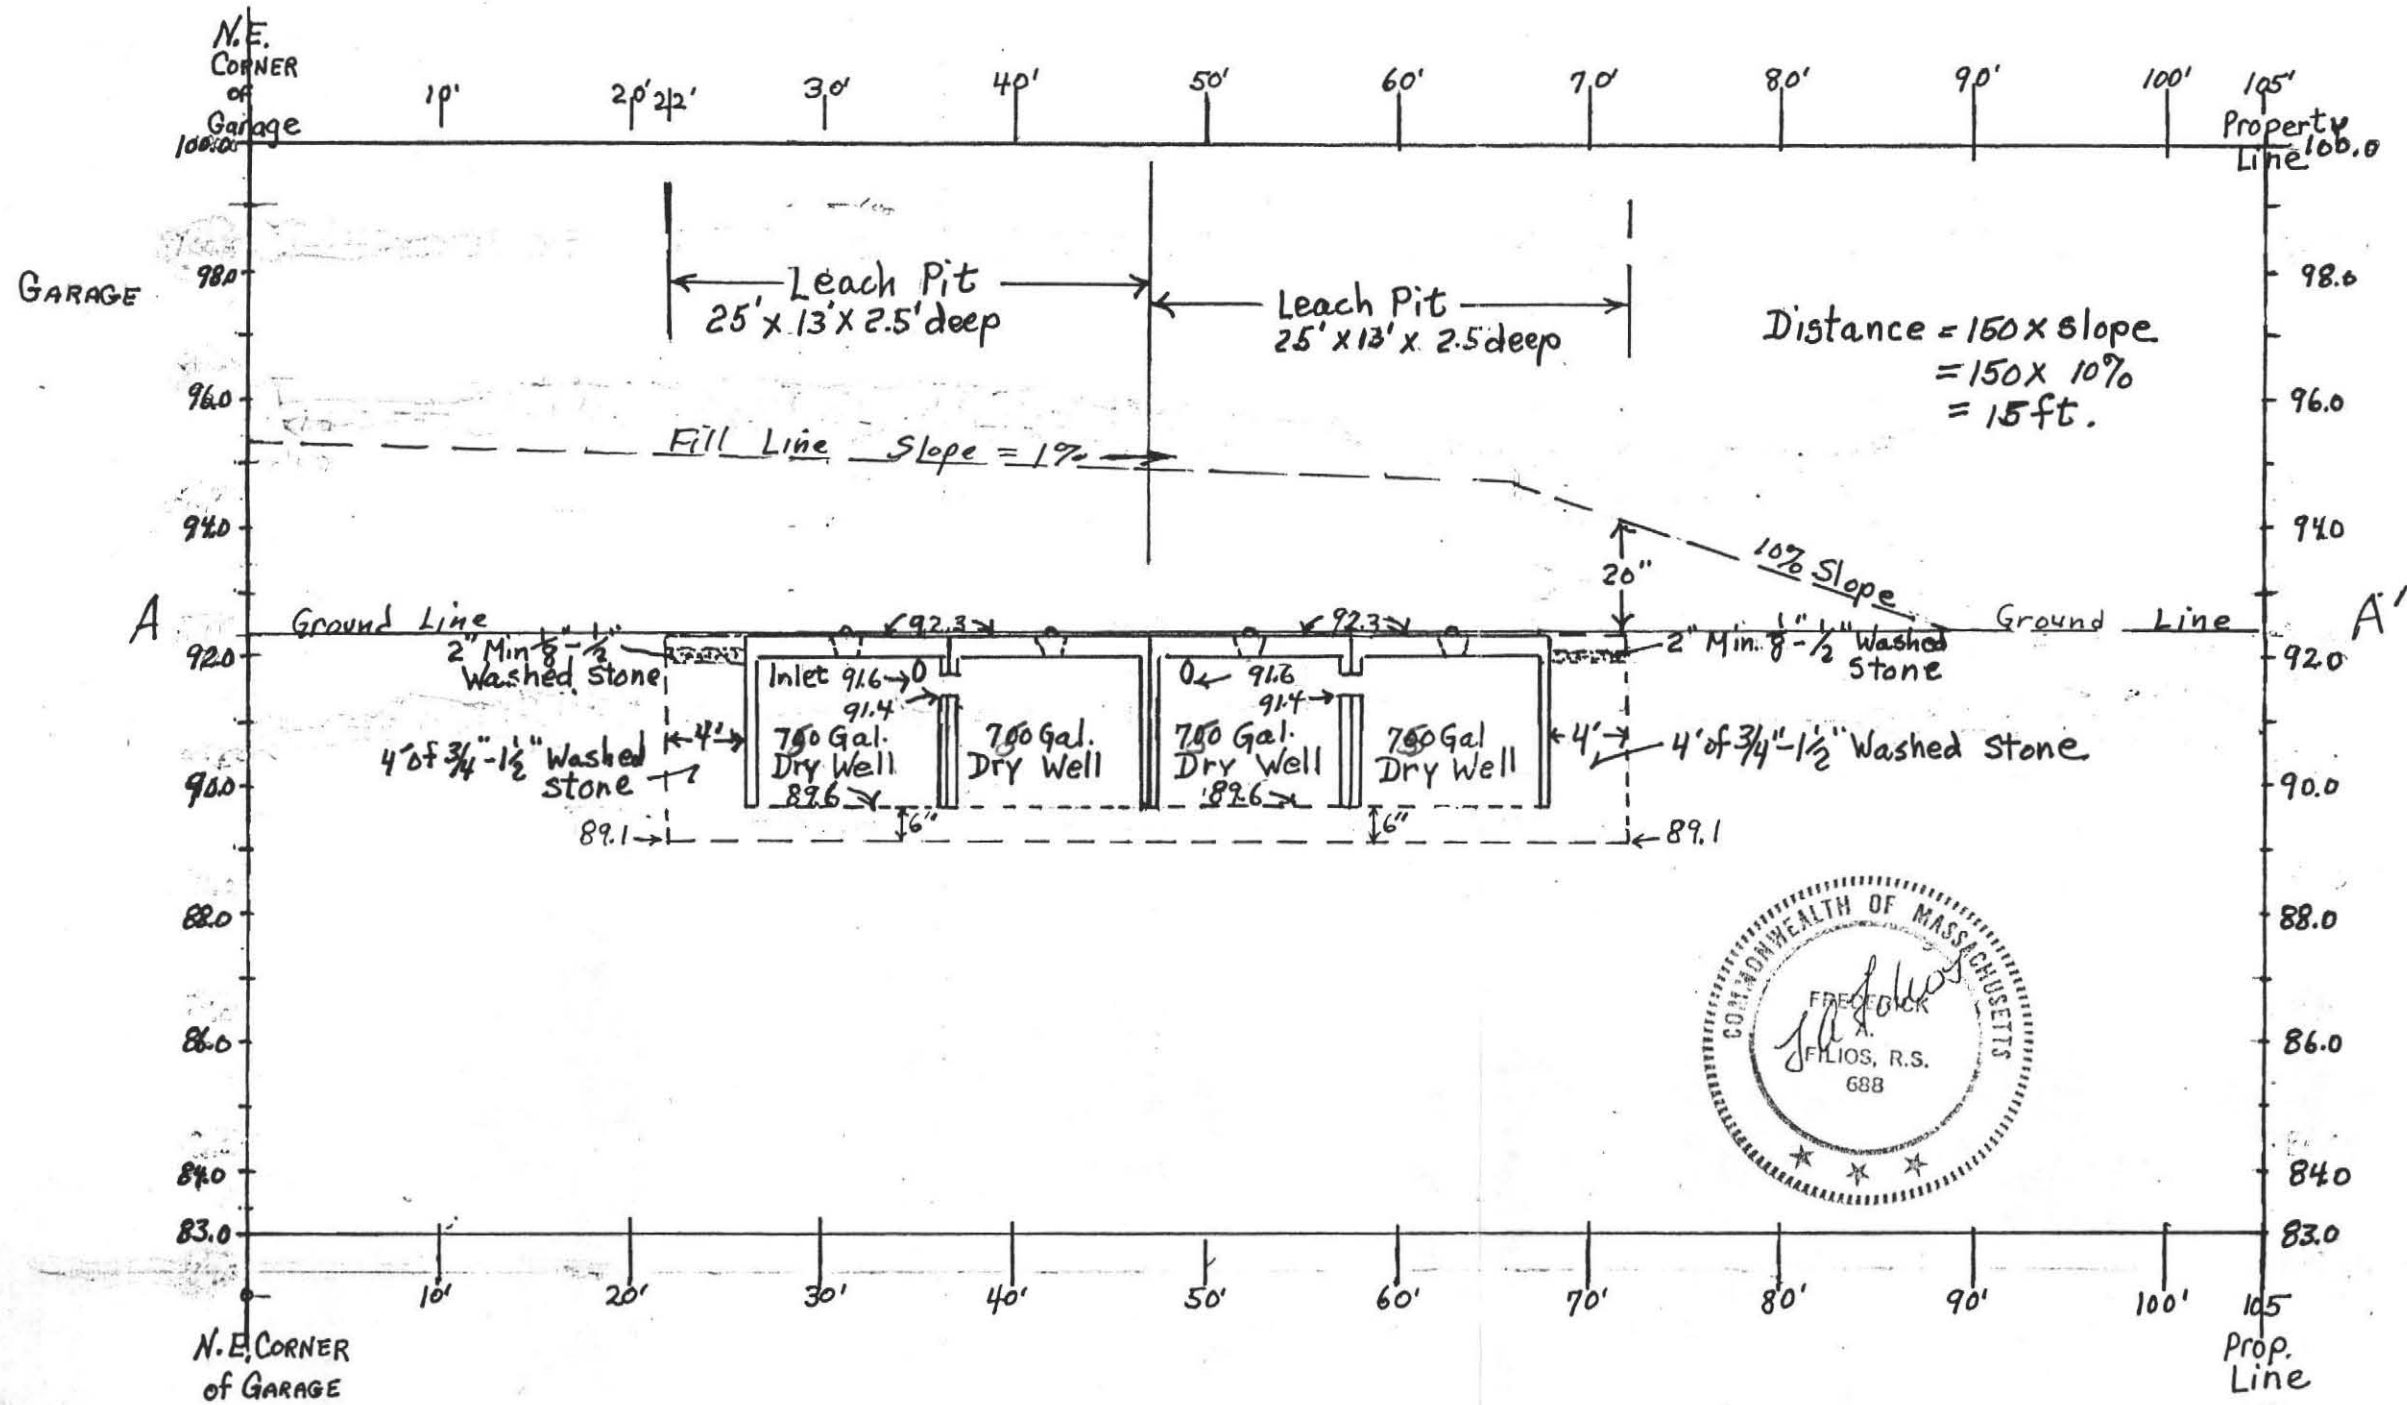 N.E.
CORNER
of
Garage
10' 20' 22' 30' 40' 50' 60' 70' 80' 90' 100' 105'
Property
Line
100.0 100.0
98.0 98.0
GARAGE
Leach Pit
25' x 13' x 2.5' deep
Leach Pit
25' x 13' x 2.5 deep
Distance = 150 x slope
= 150 x 10%
= 15 ft.
96.0 96.0
Fill Line Slope = 1%
94.0 94.0
20"
10% Slope
A A'
Ground Line 92.3 92.3 Ground Line
2" Min 1/8" - 1/2"
Washed Stone
2" Min. 1/8" - 1/2" Washed
Stone
92.0 92.0
Inlet 91.6 91.6
91.4 91.4
4' of 3/4" - 1 1/2" Washed
stone
4'
Gal.
Dry Well
Gal.
Dry Well
Gal.
Dry Well
Gal
Dry Well
4'
4' of 3/4" - 1 1/2" Washed Stone
90.0 90.0
89.6 89.6
6" 6"
89.1 89.1
88.0 88.0
86.0 86.0
84.0 84.0
83.0 83.0
COMMONWEALTH OF MASSACHUSETTS
FREDERICK
A.
FILIOS, R.S.
688
0 10' 20' 30' 40' 50' 60' 70' 80' 90' 100' 105
N.E. CORNER
of GARAGE
Prop.
Line